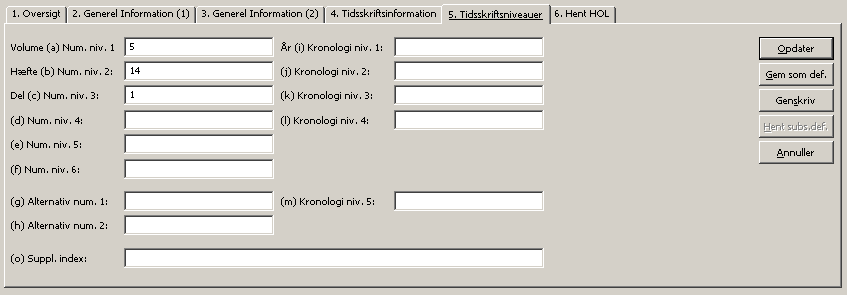 1. Oversigt 2. Generel Information (1) 3. Generel Information (2) 4. Tidsskriftsinformation 5. Tidsskriftsniveauer 6. Hent HOL
Volume (a) Num. niv. 1 5 År (i) Kronologi niv. 1: Opdater
Hæfte (b) Num. niv. 2: 14 (j) Kronologi niv. 2: Gem som def.
Del (c) Num. niv. 3: 1 (k) Kronologi niv. 3: Genskriv
(d) Num. niv. 4: (l) Kronologi niv. 4: Hent subs.def.
(e) Num. niv. 5: Annuller
(f) Num. niv. 6:
(g) Alternativ num. 1: (m) Kronologi niv. 5:
(h) Alternativ num. 2:
(o) Suppl. index: